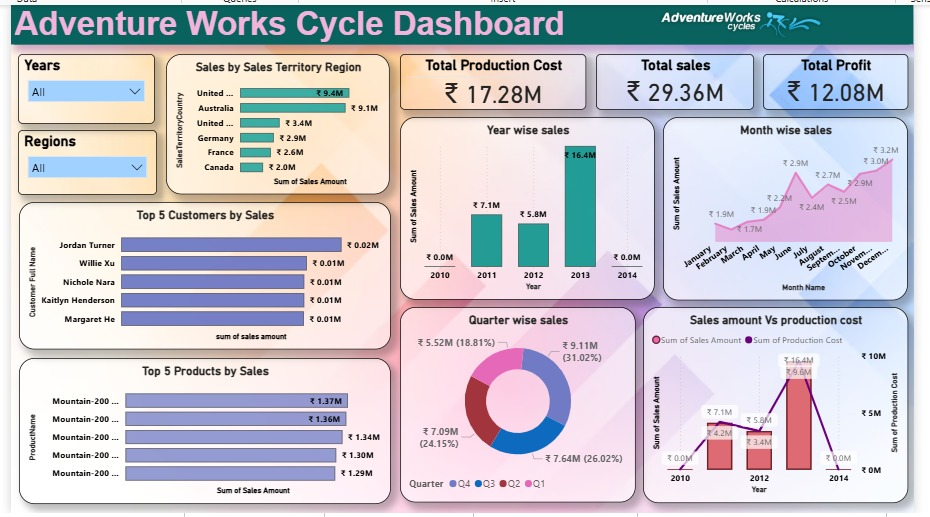 Data
Queries
Insert
Calculations
Adventure Works Cycle Dashboard
AdventureWorks
cycles
Years
All
Regions
All
Sales by Sales Territory Region
SalesTerritoryCountry
United ... ₹ 9.4M
Australia ₹ 9.1M
United ... ₹ 3.4M
Germany ₹ 2.9M
France ₹ 2.6M
Canada ₹ 2.0M
Sum of Sales Amount
Total Production Cost
₹ 17.28M
Total sales
₹ 29.36M
Total Profit
₹ 12.08M
Top 5 Customers by Sales
Customer Full Name
Jordan Turner ₹ 0.02M
Willie Xu ₹ 0.01M
Nichole Nara ₹ 0.01M
Kaitlyn Henderson ₹ 0.01M
Margaret He ₹ 0.01M
sum of sales amount
Year wise sales
Sum of Sales Amount
₹ 0.0M ₹ 7.1M ₹ 5.8M ₹ 16.4M ₹ 0.0M
2010 2011 2012 2013 2014
Year
Month wise sales
Sum of Sales Amount
₹ 1.9M ₹ 1.7M ₹ 1.9M ₹ 2.2M ₹ 2.9M ₹ 2.4M ₹ 2.7M ₹ 2.5M ₹ 2.9M ₹ 3.0M ₹ 3.2M
January February March April May June July August Septem... October Novem... Decem...
Month Name
Top 5 Products by Sales
ProductName
Mountain-200 ... ₹ 1.37M
Mountain-200 ... ₹ 1.36M
Mountain-200 ... ₹ 1.34M
Mountain-200 ... ₹ 1.30M
Mountain-200 ... ₹ 1.29M
Sum of Sales Amount
Quarter wise sales
₹ 5.52M (18.81%)
₹ 9.11M
(31.02%)
₹ 7.09M
(24.15%)
₹ 7.64M (26.02%)
Quarter Q4 Q3 Q2 Q1
Sales amount Vs production cost
Sum of Sales Amount Sum of Production Cost
Sum of Sales Amount
₹ 0.0M ₹ 7.1M ₹ 4.2M ₹ 5.8M ₹ 3.4M ₹ 16.4M ₹ 9.6M ₹ 0.0M
₹ 10M
₹ 5M
₹ 0M
Sum of Production Cost
2010 2012 2014
Year